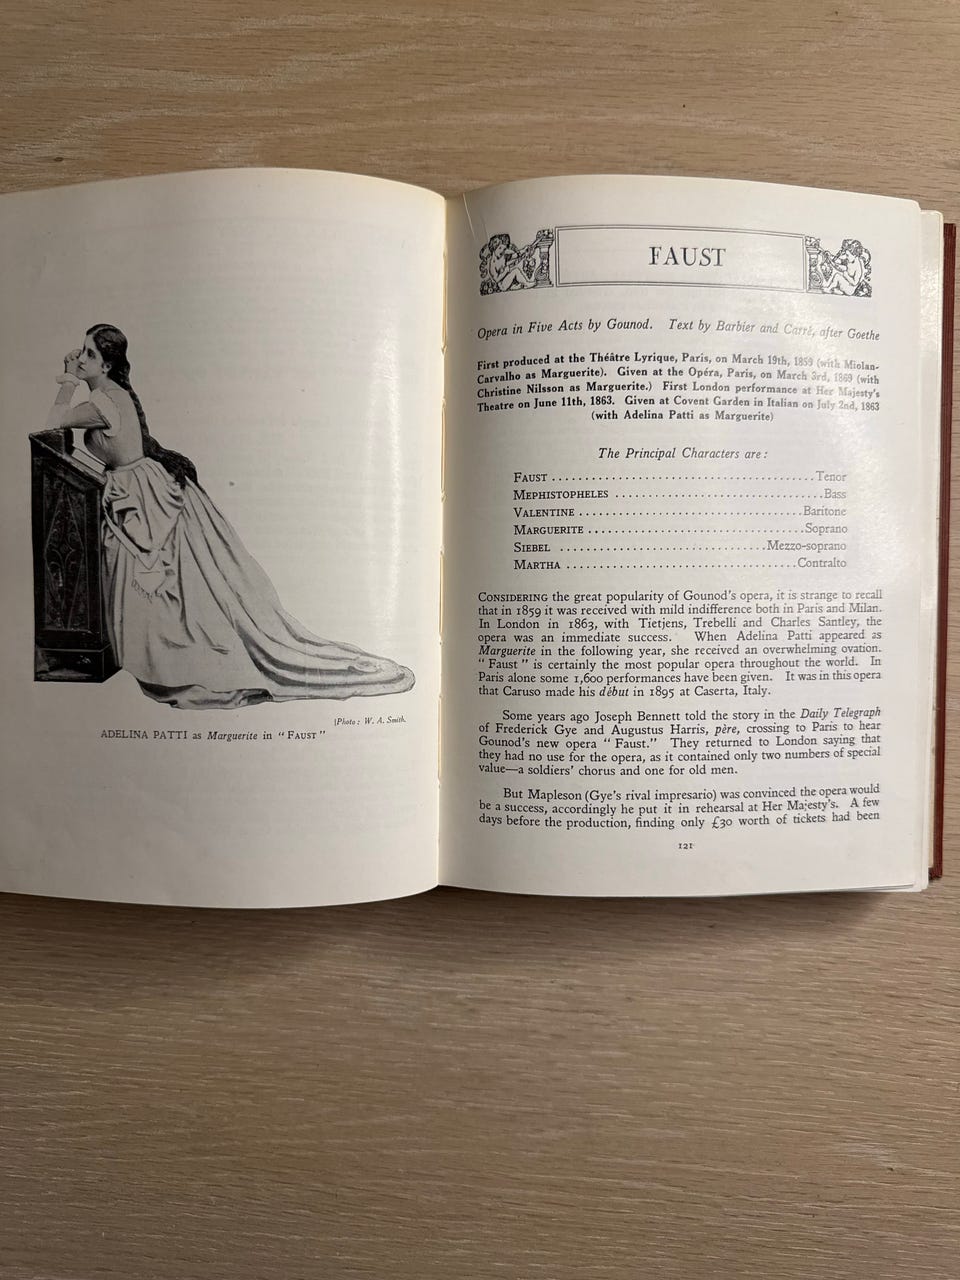 [Photo: W. A. Smith.
ADELINA PATTI as Marguerite in "FAUST"
FAUST
Opera in Five Acts by Gounod. Text by Barbier and Carré, after Goethe
First produced at the Théâtre Lyrique, Paris, on March 19th, 1859 (with Miolan-
Carvalho as Marguerite). Given at the Opéra, Paris, on March 3rd, 1869 (with
Christine Nilsson as Marguerite.) First London performance at Her Majesty's
Theatre on June 11th, 1863. Given at Covent Garden in Italian on July 2nd, 1863
(with Adelina Patti as Marguerite)
The Principal Characters are:
FAUST ........................................ Tenor
MEPHISTOPHELES ............................... Bass
VALENTINE .................................... Baritone
MARGUERITE ................................... Soprano
SIEBEL ....................................... Mezzo-soprano
MARTHA ....................................... Contralto
CONSIDERING the great popularity of Gounod's opera, it is strange to recall
that in 1859 it was received with mild indifference both in Paris and Milan.
In London in 1863, with Tietjens, Trebelli and Charles Santley, the
opera was an immediate success. When Adelina Patti appeared as
Marguerite in the following year, she received an overwhelming ovation.
"Faust" is certainly the most popular opera throughout the world. In
Paris alone some 1,600 performances have been given. It was in this opera
that Caruso made his début in 1895 at Caserta, Italy.
Some years ago Joseph Bennett told the story in the Daily Telegraph
of Frederick Gye and Augustus Harris, père, crossing to Paris to hear
Gounod's new opera "Faust." They returned to London saying that
they had no use for the opera, as it contained only two numbers of special
value—a soldiers' chorus and one for old men.
But Mapleson (Gye's rival impresario) was convinced the opera would
be a success, accordingly he put it in rehearsal at Her Majesty's. A few
days before the production, finding only £30 worth of tickets had been
121